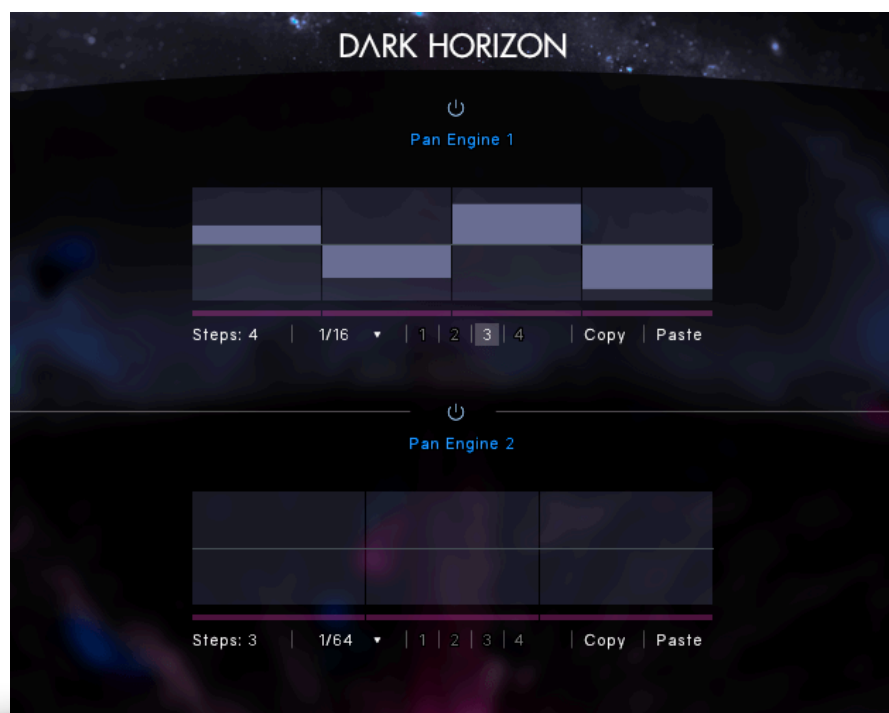 DARK HORIZON
Pan Engine 1
Steps: 4 | 1/16 ▼ | 1 | 2 | 3 | 4 | Copy | Paste
Pan Engine 2
Steps: 3 | 1/64 ▼ | 1 | 2 | 3 | 4 | Copy | Paste